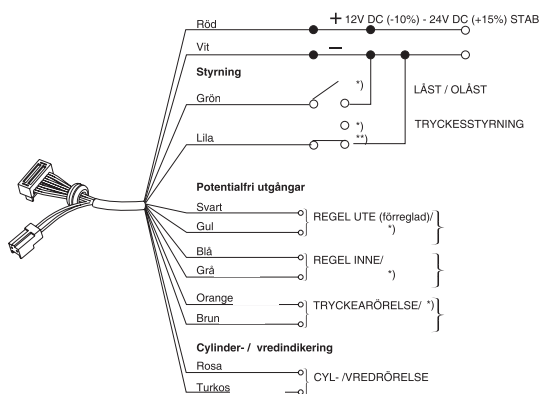 Röd
+ 12V DC (-10%) - 24V DC (+15%) STAB
Vit
–
Styrning
*)
LÅST / OLÅST
Grön
*)
TRYCKESSTYRNING
**)
Lila
Potentialfri utgångar
Svart
REGEL UTE (förreglad)/
Gul
*)
Blå
REGEL INNE/
Grå
*)
Orange
TRYCKEARÖRELSE/ *)
Brun
Cylinder- / vredindikering
Rosa
CYL- /VREDRÖRELSE
Turkos